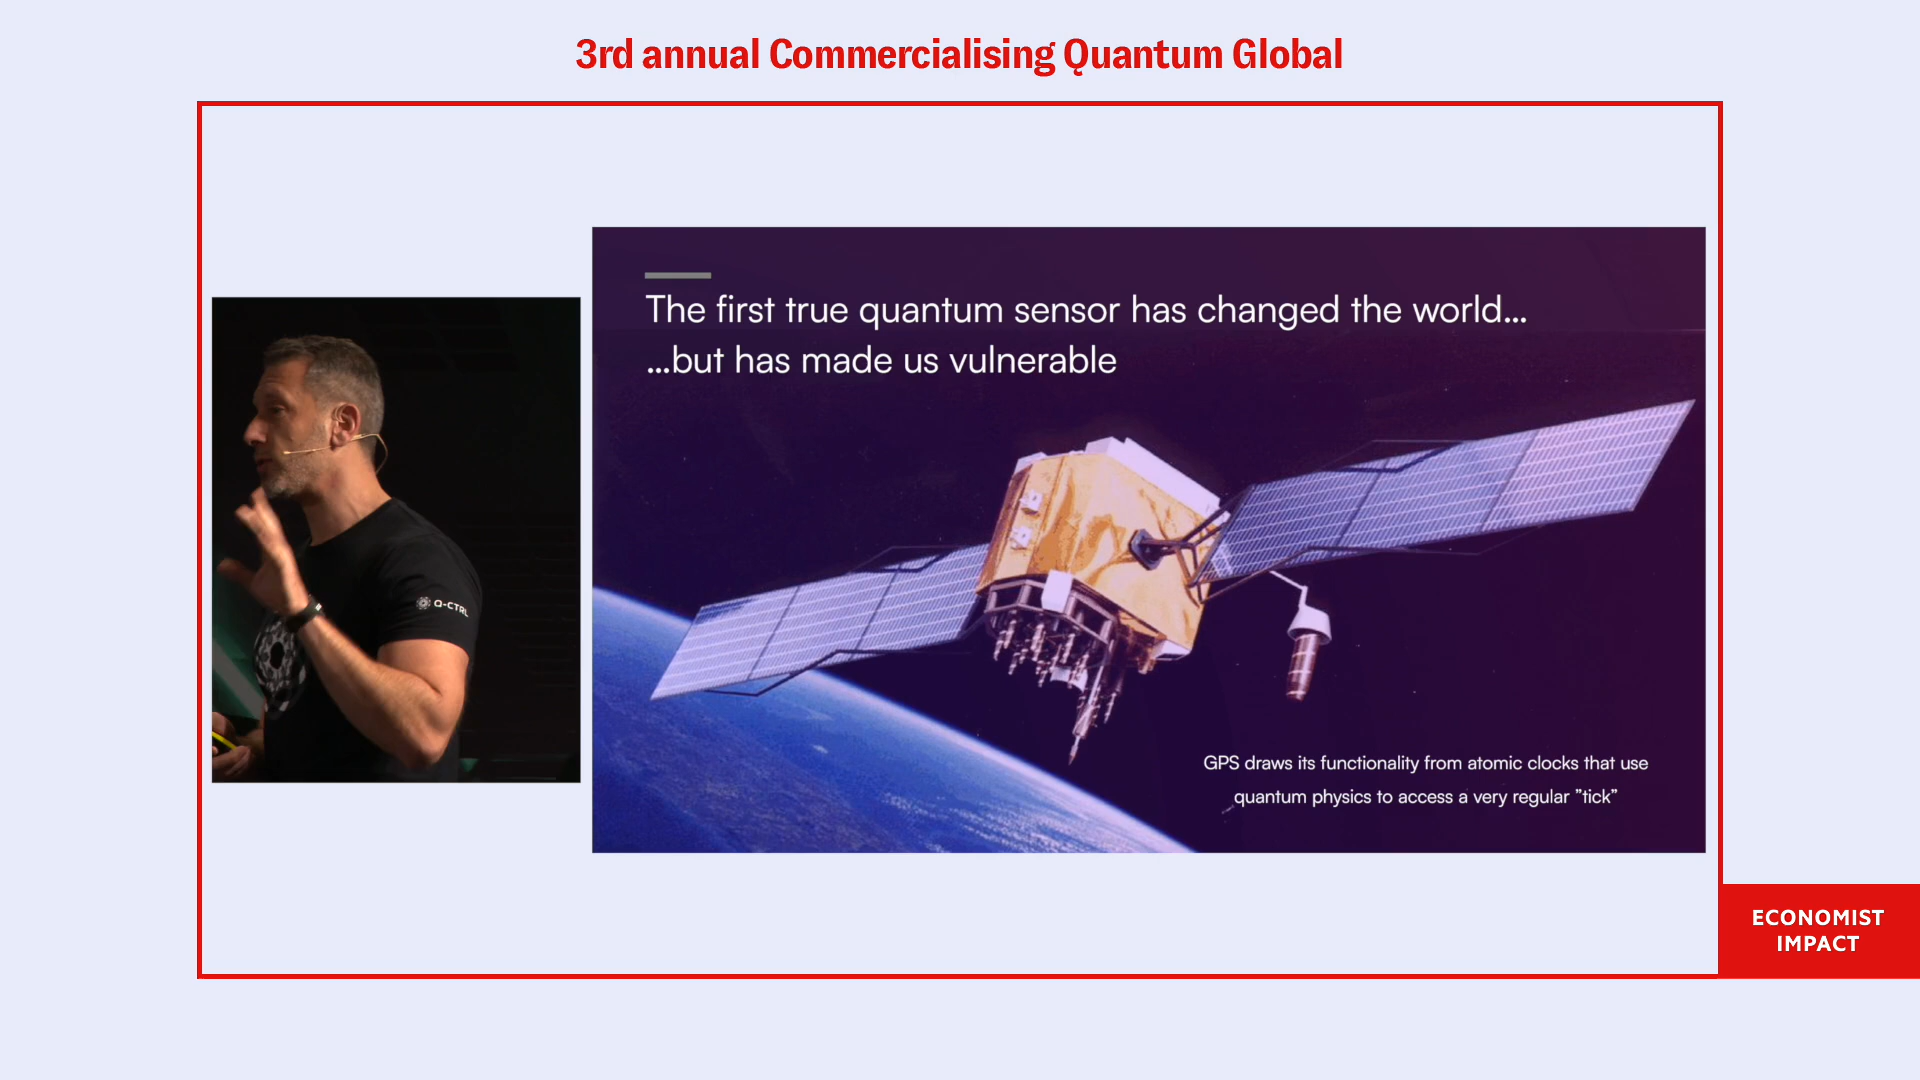 3rd annual Commercialising Quantum Global
The first true quantum sensor has changed the world...
...but has made us vulnerable
Q-CTRL
GPS draws its functionality from atomic clocks that use
quantum physics to access a very regular ”tick”
ECONOMIST
IMPACT